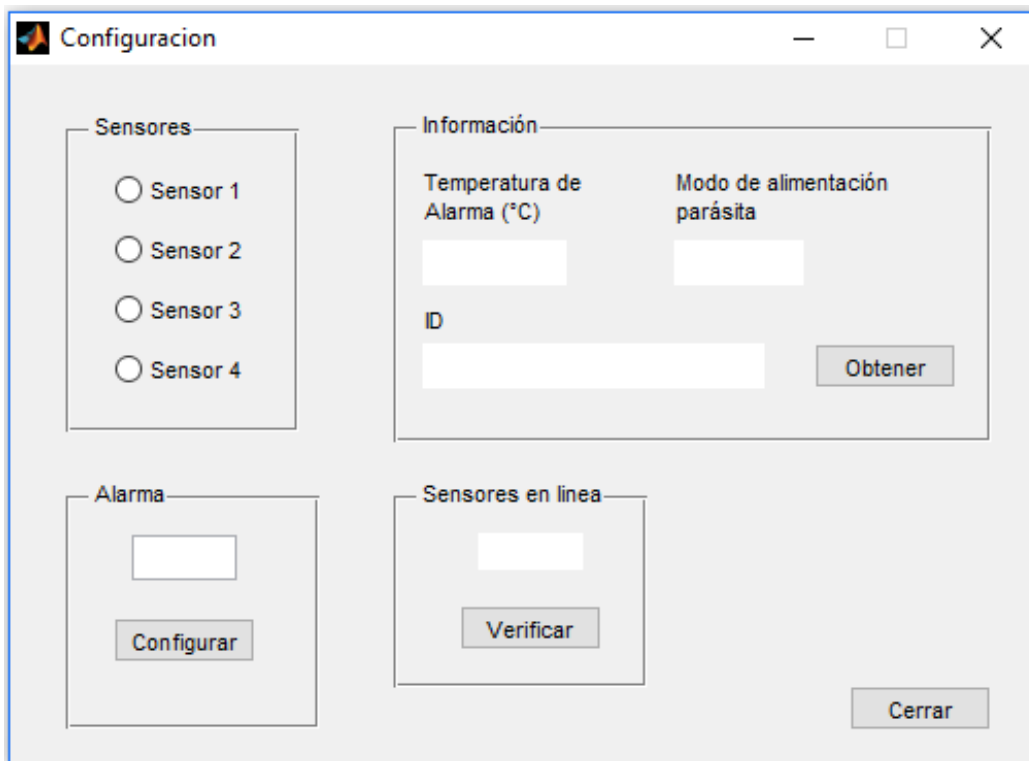 Configuracion
Sensores
Sensor 1
Sensor 2
Sensor 3
Sensor 4
Información
Temperatura de
Alarma (°C)
Modo de alimentación
parásita
ID
Obtener
Alarma
Configurar
Sensores en linea
Verificar
Cerrar